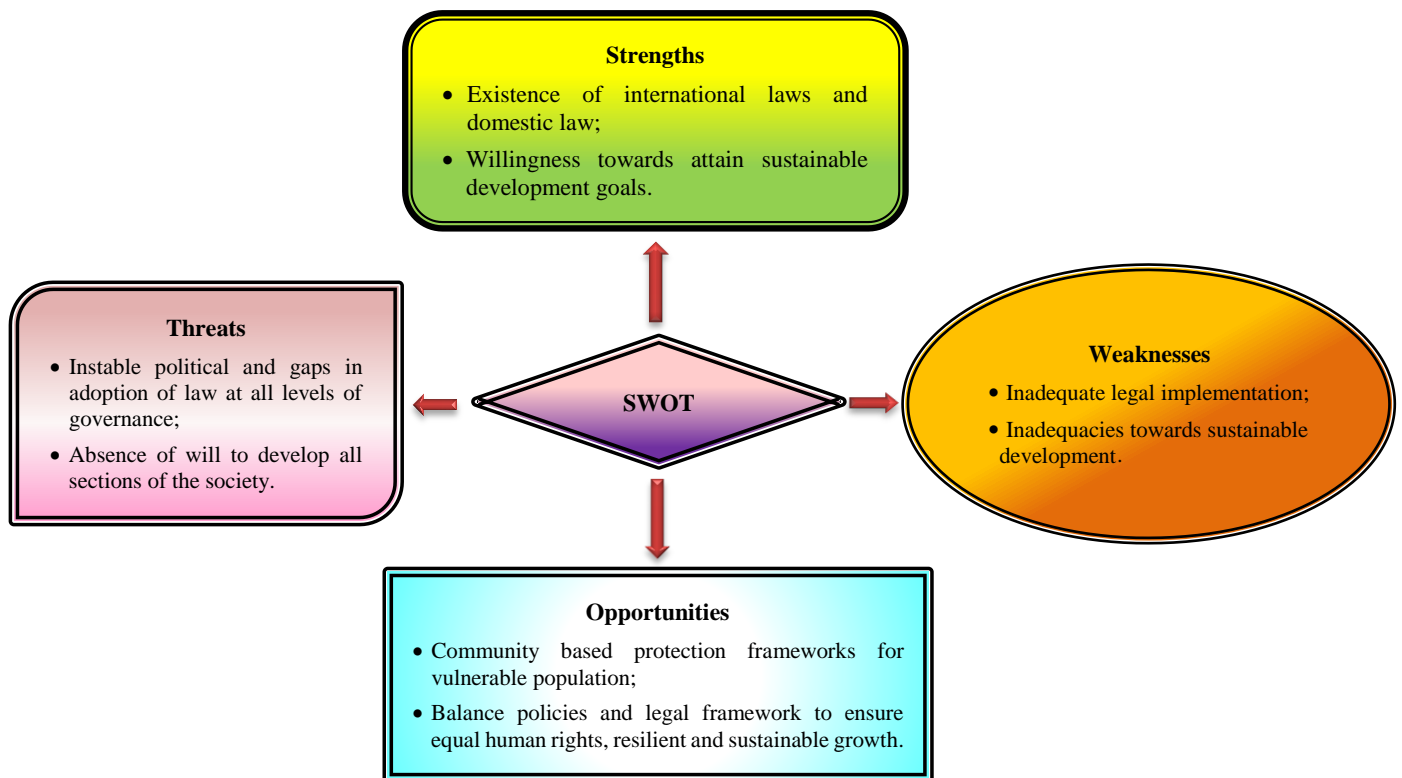 Strengths
• Existence of international laws and
domestic law;
• Willingness towards attain sustainable
development goals.
Threats
• Instable political and gaps in
adoption of law at all levels of
governance;
• Absence of will to develop all
sections of the society.
SWOT
Weaknesses
• Inadequate legal implementation;
• Inadequacies towards sustainable
development.
Opportunities
• Community based protection frameworks for
vulnerable population;
• Balance policies and legal framework to ensure
equal human rights, resilient and sustainable growth.